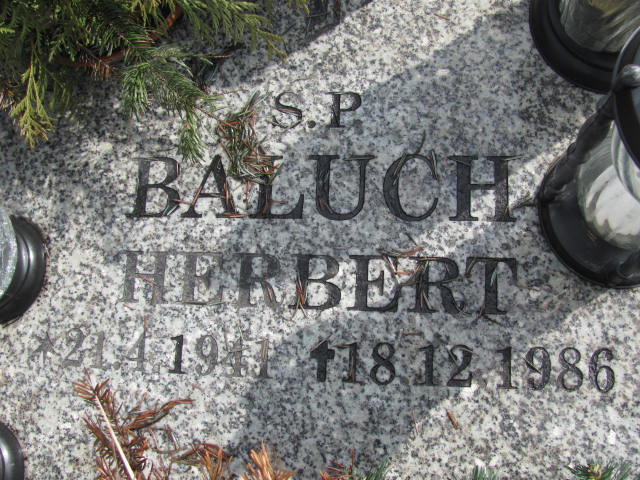 S.P.
BALUCH
HERBERT
*21.4.1941 ✝18.12.1986